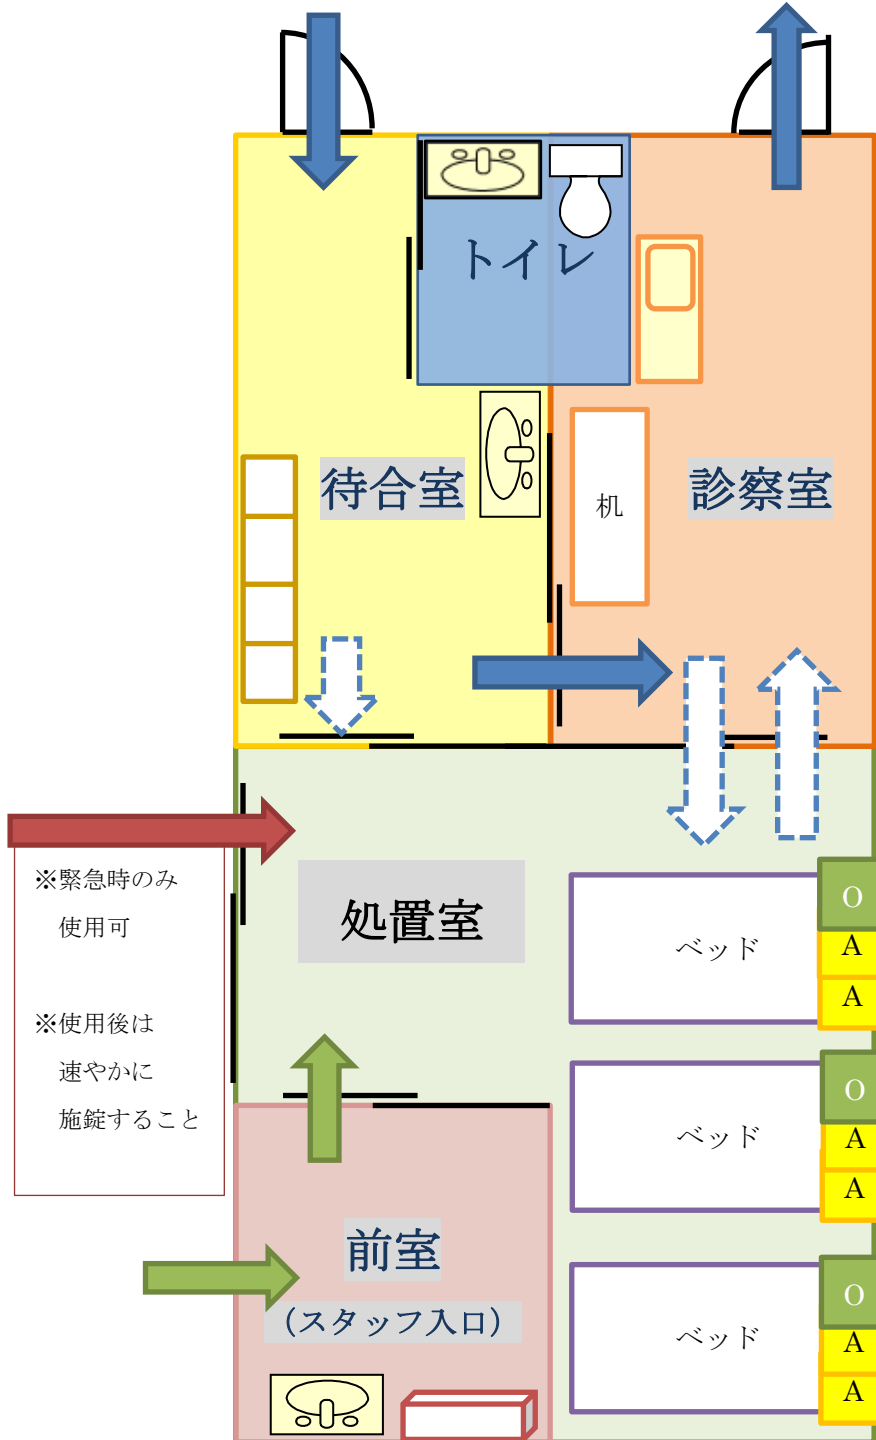 トイレ
待合室
診察室
机
※緊急時のみ
使用可
※使用後は
速やかに
施錠すること
処置室
ベッド
O
A
A
ベッド
O
A
A
前室
（スタッフ入口）
ベッド
O
A
A